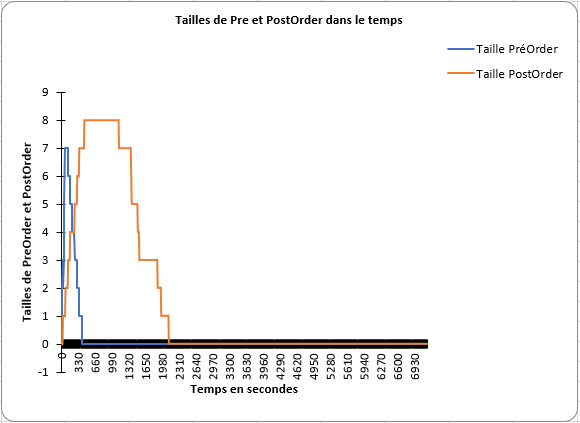 Tailles de Pre et PostOrder dans le temps
Taille PréOrder
Taille PostOrder
Tailles de PreOrder et PostOrder
9
8
7
6
5
4
3
2
1
0
-1
0 330 660 990 1320 1650 1980 2310 2640 2970 3300 3630 3960 4290 4620 4950 5280 5610 5940 6270 6600 6930
Temps en secondes